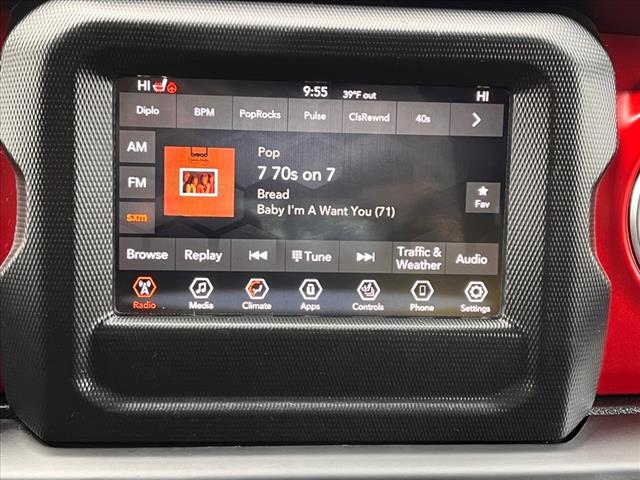 HI 9:55 39°F out HI
Diplo BPM PopRocks Pulse ClsRewnd 40s
AM
FM
sxm
bread
Pop
7 70s on 7
Bread
Baby I'm A Want You (71)
Fav
Browse Replay Tune Traffic & Weather Audio
Radio Media Climate Apps Controls Phone Settings